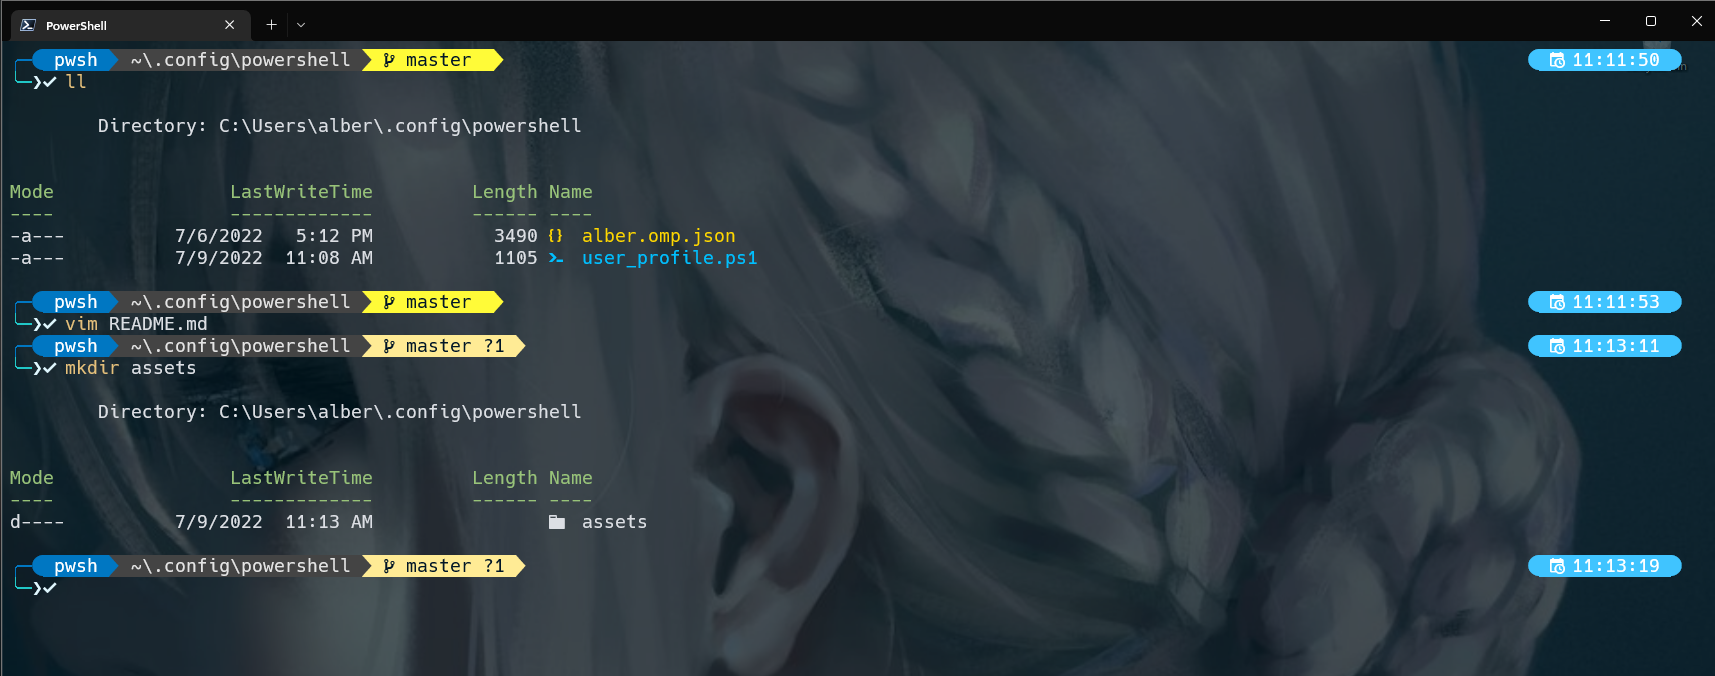 PowerShell
pwsh ~\.config\powershell master 11:11:50
❯✔ ll
Directory: C:\Users\alber\.config\powershell
Mode LastWriteTime Length Name
---- ------------- ------ ----
-a--- 7/6/2022 5:12 PM 3490 {} alber.omp.json
-a--- 7/9/2022 11:08 AM 1105 user_profile.ps1
pwsh ~\.config\powershell master 11:11:53
❯✔ vim README.md
pwsh ~\.config\powershell master ?1 11:13:11
❯✔ mkdir assets
Directory: C:\Users\alber\.config\powershell
Mode LastWriteTime Length Name
---- ------------- ------ ----
d---- 7/9/2022 11:13 AM assets
pwsh ~\.config\powershell master ?1 11:13:19
❯✔